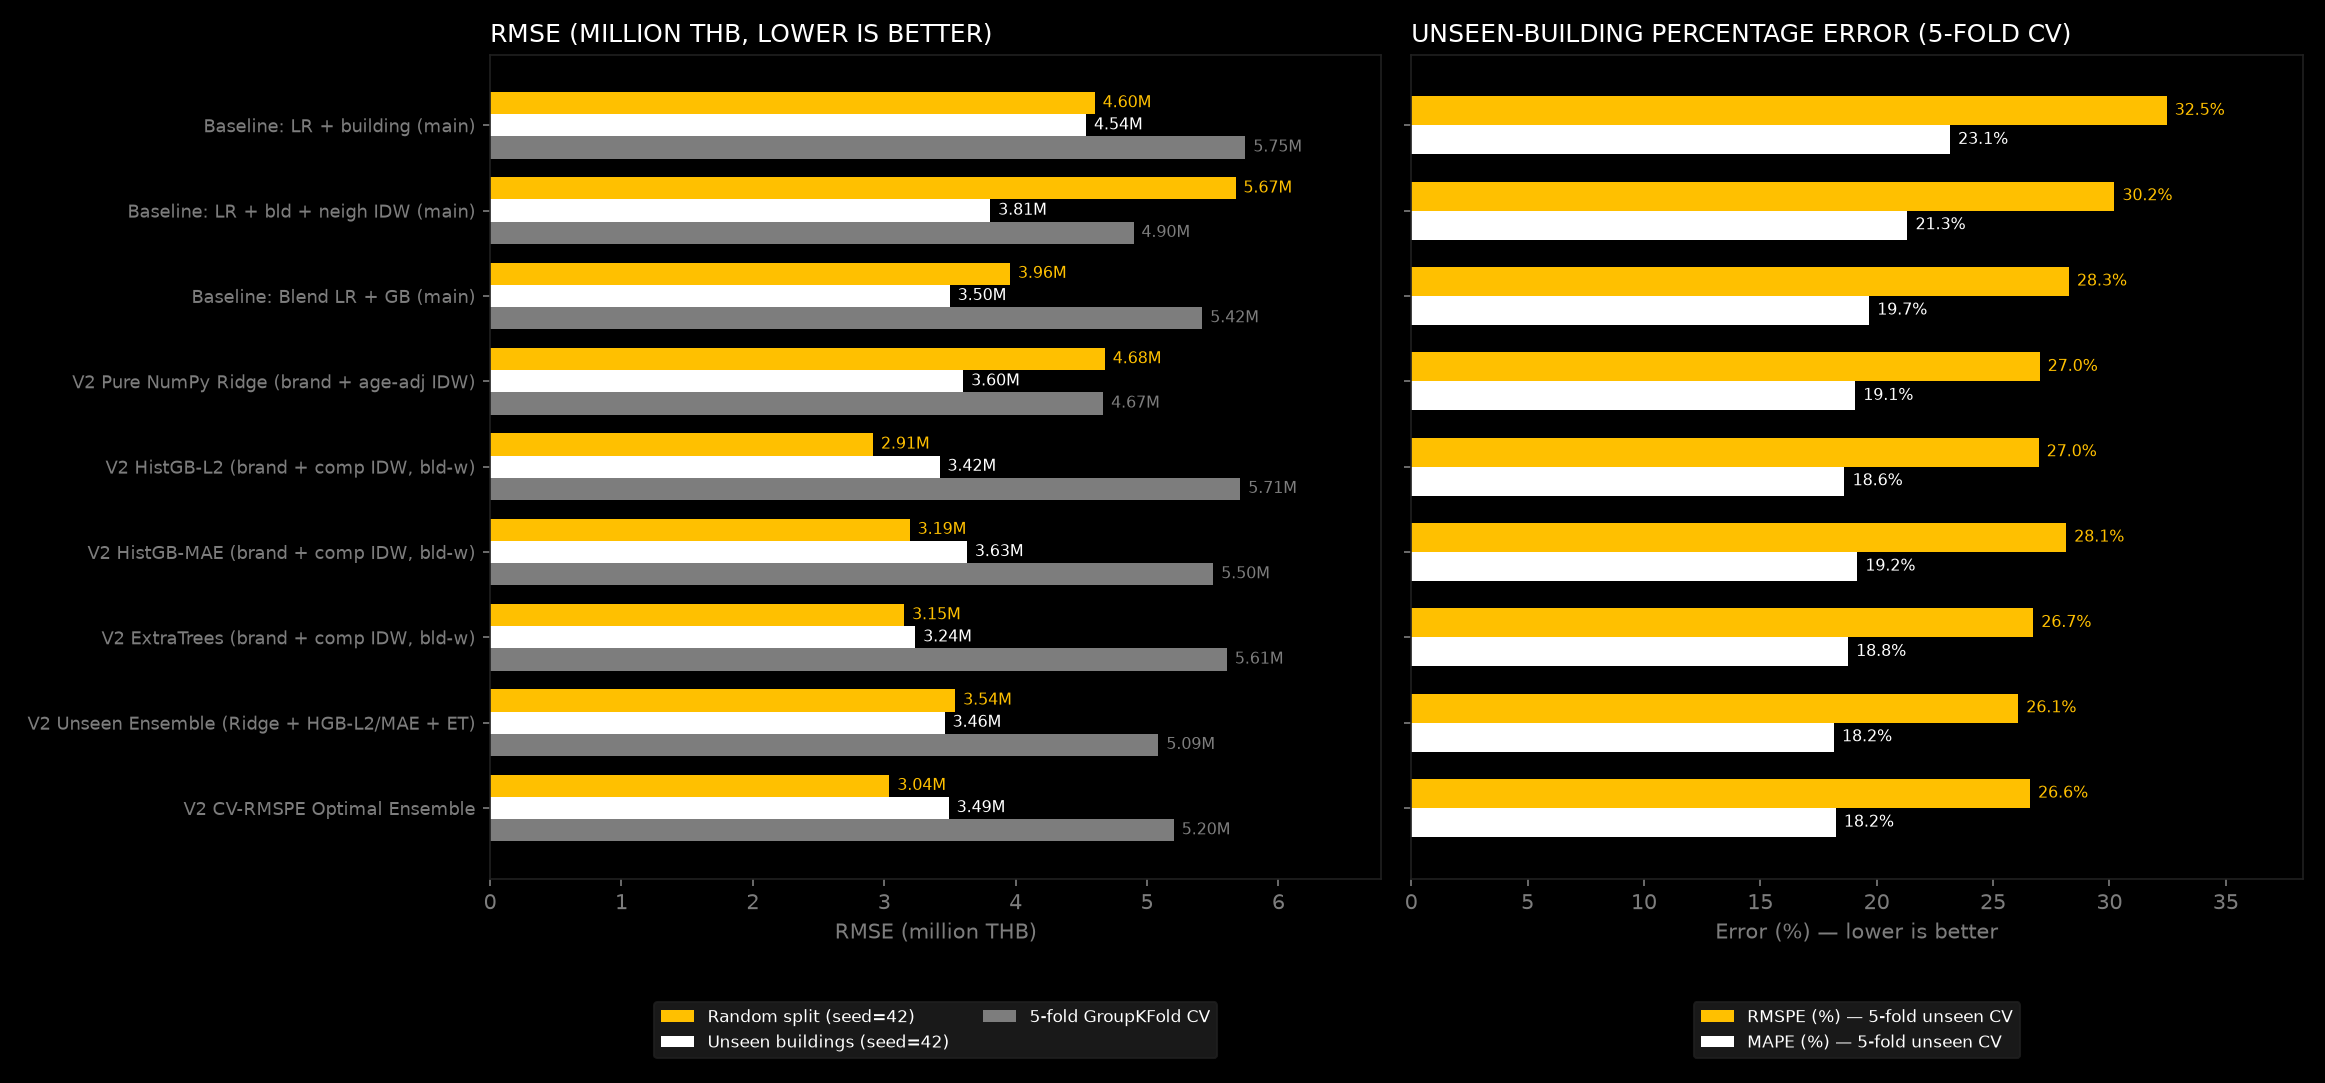 RMSE (MILLION THB, LOWER IS BETTER)
Baseline: LR + building (main)
4.60M
4.54M
5.75M
Baseline: LR + bld + neigh IDW (main)
5.67M
3.81M
4.90M
Baseline: Blend LR + GB (main)
3.96M
3.50M
5.42M
V2 Pure NumPy Ridge (brand + age-adj IDW)
4.68M
3.60M
4.67M
V2 HistGB-L2 (brand + comp IDW, bld-w)
2.91M
3.42M
5.71M
V2 HistGB-MAE (brand + comp IDW, bld-w)
3.19M
3.63M
5.50M
V2 ExtraTrees (brand + comp IDW, bld-w)
3.15M
3.24M
5.61M
V2 Unseen Ensemble (Ridge + HGB-L2/MAE + ET)
3.54M
3.46M
5.09M
V2 CV-RMSPE Optimal Ensemble
3.04M
3.49M
5.20M
0 1 2 3 4 5 6
RMSE (million THB)
Random split (seed=42) 5-fold GroupKFold CV
Unseen buildings (seed=42)
UNSEEN-BUILDING PERCENTAGE ERROR (5-FOLD CV)
32.5%
23.1%
30.2%
21.3%
28.3%
19.7%
27.0%
19.1%
27.0%
18.6%
28.1%
19.2%
26.7%
18.8%
26.1%
18.2%
26.6%
18.2%
0 5 10 15 20 25 30 35
Error (%) — lower is better
RMSPE (%) — 5-fold unseen CV
MAPE (%) — 5-fold unseen CV